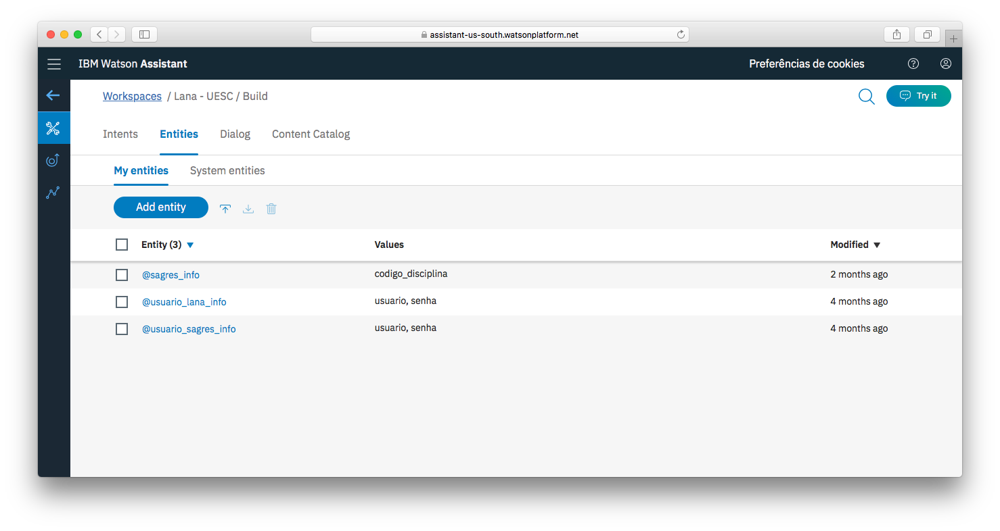 assistant-us-south.watsonplatform.net
IBM Watson Assistant Preferências de cookies
Workspaces / Lana - UESC / Build Try it
Intents Entities Dialog Content Catalog
My entities System entities
Add entity
Entity (3) Values Modified
@sagres_info codigo_disciplina 2 months ago
@usuario_lana_info usuario, senha 4 months ago
@usuario_sagres_info usuario, senha 4 months ago